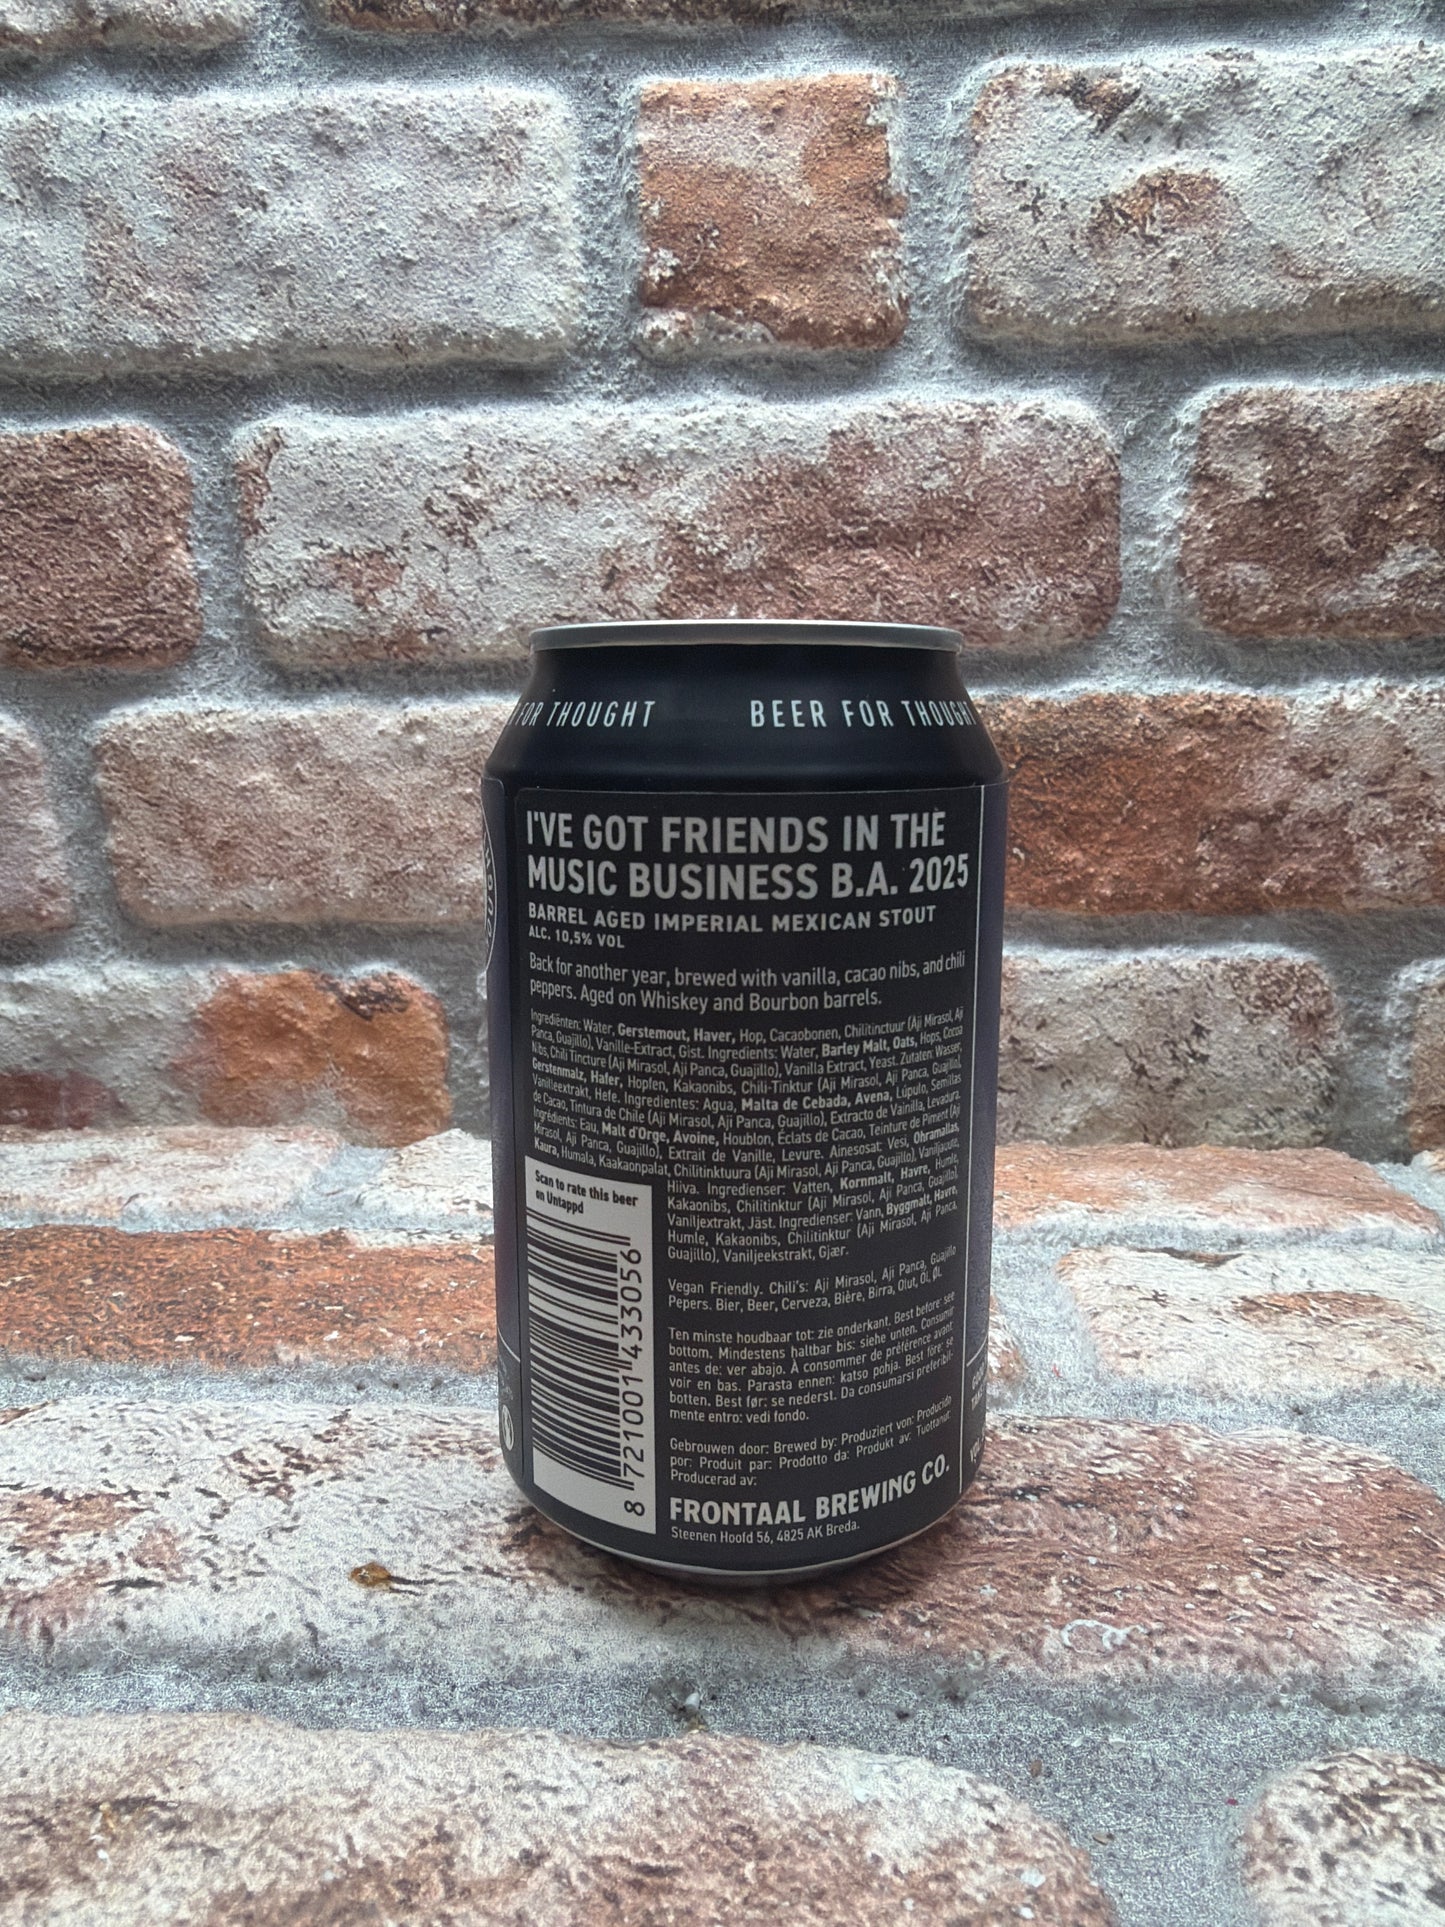 FOR THOUGHT BEER FOR THOUGHT
I'VE GOT FRIENDS IN THE
MUSIC BUSINESS B.A. 2025
BARREL AGED IMPERIAL MEXICAN STOUT
ALC. 10,5% VOL
Back for another year, brewed with vanilla, cacao nibs, and chili
peppers. Aged on Whiskey and Bourbon barrels.
Ingrediënten: Water, Gerstemout, Haver, Hop, Cacaobonen, Chilitinctuur (Aji Mirasol, Aji
Panca, Guajillo), Vanille-Extract, Gist. Ingredients: Water, Barley Malt, Oats, Hops, Cocoa
Nibs, Chili Tincture (Aji Mirasol, Aji Panca, Guajillo), Vanilla Extract, Yeast. Zutaten: Wasser,
Gerstenmalz, Hafer, Hopfen, Kakaonibs, Chili-Tinktur (Aji Mirasol, Aji Panca, Guajillo),
Vanilleextrakt, Hefe. Ingredientes: Agua, Malta de Cebada, Avena, Lúpulo, Semillas
de Cacao, Tintura de Chile (Aji Mirasol, Aji Panca, Guajillo), Extracto de Vainilla, Levadura.
Ingrédients: Eau, Malt d'Orge, Avoine, Houblon, Éclats de Cacao, Teinture de Piment (Aji
Mirasol, Aji Panca, Guajillo), Extrait de Vanille, Levure. Ainesosat: Vesi, Ohramallas,
Kaura, Humala, Kaakaonpalat, Chilitinktuura (Aji Mirasol, Aji Panca, Guajillo), Vaniljauute,
Hiiva. Ingredienser: Vatten, Kornmalt, Havre, Humle,
Kakaonibs, Chilitinktur (Aji Mirasol, Aji Panca, Guajillo),
Vaniljextrakt, Jäst. Ingredienser: Vann, Byggmalt, Havre,
Humle, Kakaonibs, Chilitinktur (Aji Mirasol, Aji Panca,
Guajillo), Vaniljeekstrakt, Gjær.
Vegan Friendly. Chili's: Aji Mirasol, Aji Panca, Guajillo
Pepers. Bier, Beer, Cerveza, Bière, Birra, Olut, Öl, ØL.
Ten minste houdbaar tot: zie onderkant. Best before: see
bottom. Mindestens haltbar bis: siehe unten. Consumir
antes de: ver abajo. À consommer de préférence avant:
voir en bas. Parasta ennen: katso pohja. Best före: se
botten. Best før: se nederst. Da consumarsi preferibil-
mente entro: vedi fondo.
Gebrouwen door: Brewed by: Produziert von: Producido
por: Produit par: Prodotto da: Produkt av: Tuottanut:
Producerad av:
FRONTAAL BREWING CO.
Steenen Hoofd 56, 4825 AK Breda.
Scan to rate this beer
on Untappd
8 721001 433056